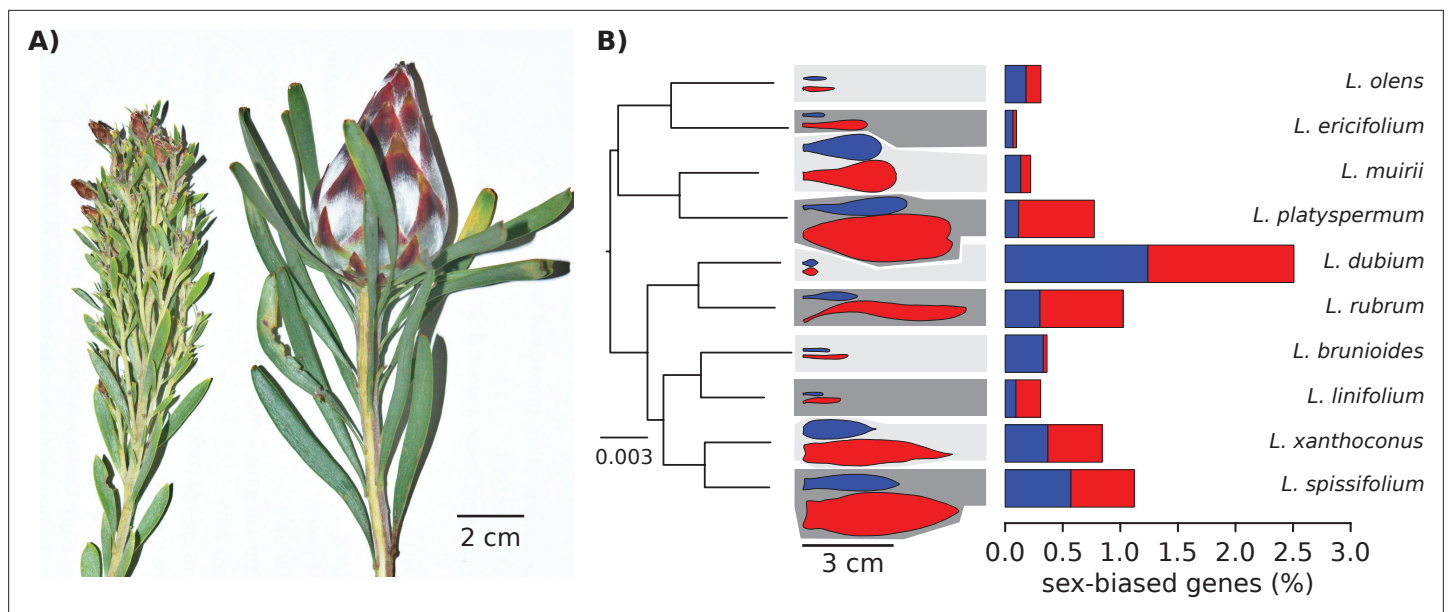 A)
2 cm
B)
L. olens
L. ericifolium
L. muirii
L. platyspermum
L. dubium
L. rubrum
L. brunioides
L. linifolium
L. xanthoconus
L. spissifolium
0.003
3 cm
0.0 0.5 1.0 1.5 2.0 2.5 3.0
sex-biased genes (%)